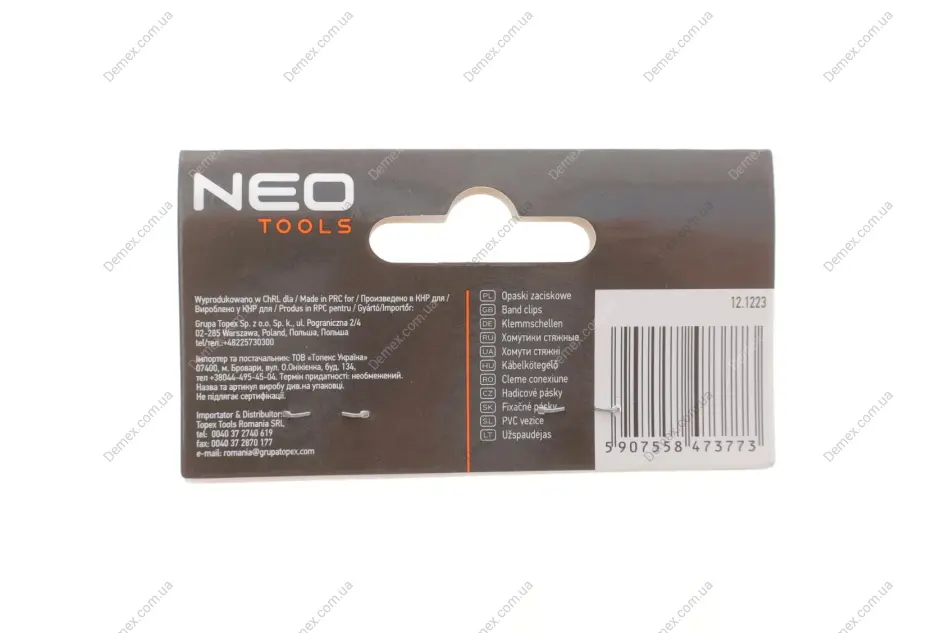 NEO
TOOLS
Wyprodukowano w ChRL dla / Made in PRC for / Произведено в КНР для /
Вироблено у КНР для / Produs in RPC pentru / Gyártó/Importőr:
Grupa Topex Sp. z o.o. Sp. k., ul. Pograniczna 2/4
02-285 Warszawa, Poland, Польша, Польща
tel/тел.:+48225730300
Імпортер та постачальник: ТОВ «Топекс Україна»
07400, м. Бровари, вул. О.Онікієнка, буд. 134,
тел +38044-495-45-04. Термін придатності: необмежений.
Назва та артикул виробу див.на упаковці.
Не підлягає сертифікації.
Importator & Distribuitor:
Topex Tools Romania SRL
tel: 0040 37 2740 619
fax: 0040 37 2870 177
e-mail: romania@grupatopex.com
PL Opaski zaciskowe
GB Band clips
DE Klemmschellen
RU Хомутики стяжные
UA Хомути стяжні
HU Kábelkötegelő
RO Cleme conexiune
CZ Hadicové pásky
SK Fixačné pásky
SL PVC vezice
LT Užspaudėjas
12.1223
5 907558 473773
Demex.com.ua